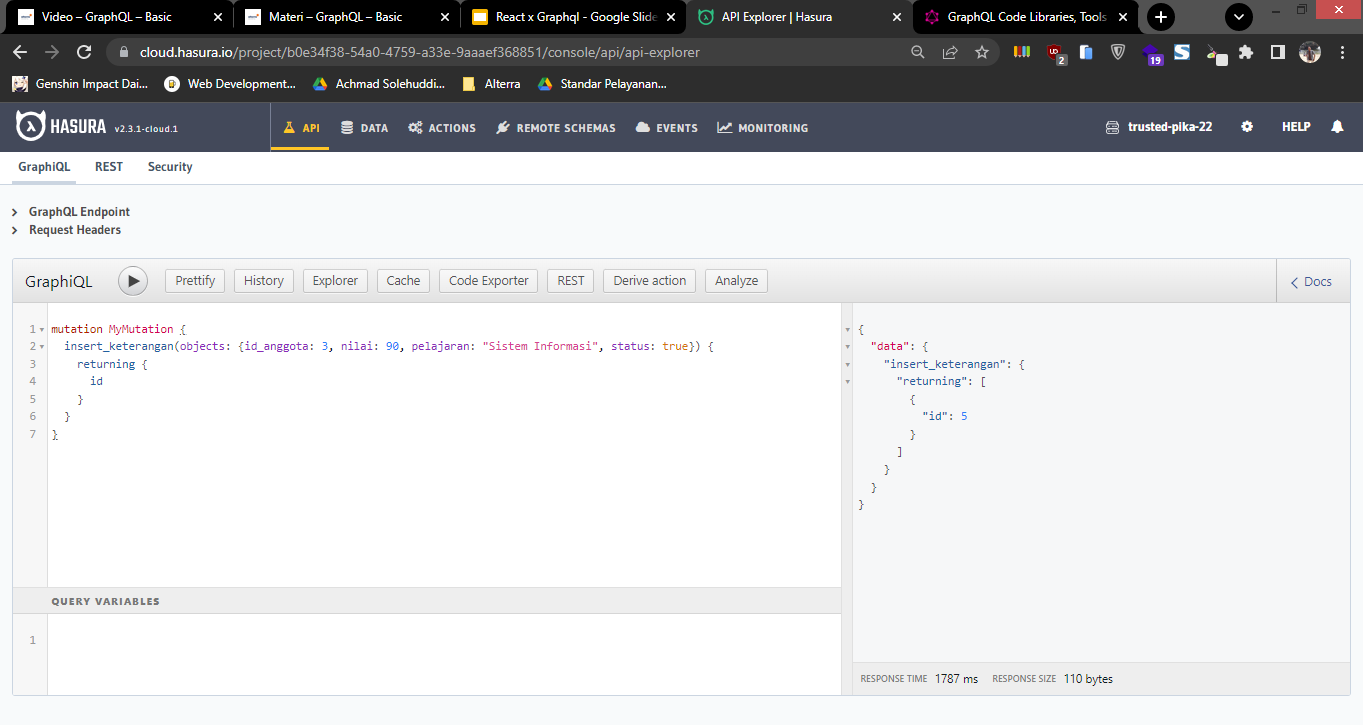 Video – GraphQL – Basic
Materi – GraphQL – Basic
React x Graphql - Google Slide
API Explorer | Hasura
GraphQL Code Libraries, Tools
cloud.hasura.io/project/b0e34f38-54a0-4759-a33e-9aaaef368851/console/api/api-explorer
UD
2
19
Genshin Impact Dai...
Web Development...
Achmad Solehuddi...
Alterra
Standar Pelayanan...
HASURA v2.3.1-cloud.1
API
DATA
ACTIONS
REMOTE SCHEMAS
EVENTS
MONITORING
trusted-pika-22
HELP
GraphiQL
REST
Security
GraphQL Endpoint
Request Headers
GraphiQL
Prettify
History
Explorer
Cache
Code Exporter
REST
Derive action
Analyze
Docs
1 mutation MyMutation {
2 insert_keterangan(objects: {id_anggota: 3, nilai: 90, pelajaran: "Sistem Informasi", status: true}) {
3 returning {
4 id
5 }
6 }
7 }
{
"data": {
"insert_keterangan": {
"returning": [
{
"id": 5
}
]
}
}
}
QUERY VARIABLES
1
RESPONSE TIME 1787 ms RESPONSE SIZE 110 bytes